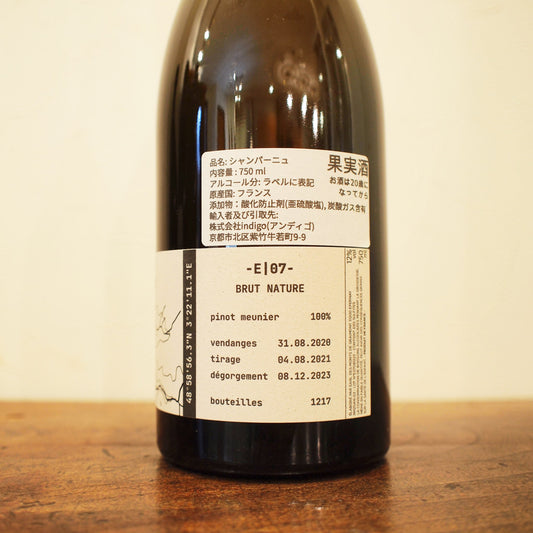 品名: シャンパーニュ
内容量 : 750 ml
アルコール分: ラベルに表記
原産国: フランス
添加物 : 酸化防止剤(亜硫酸塩), 炭酸ガス含有
輸入者及び引取先:
株式会社indigo(アンディゴ)
京都市北区紫竹牛若町9-9
果実酒
お酒は20歳に
なってから
48°58'56.3"N 3°22'11.1"E
-E|07-
BRUT NATURE
pinot meunier 100%
vendanges 31.08.2020
tirage 04.08.2021
dégorgement 08.12.2023
bouteilles 1217
12%
vol
750